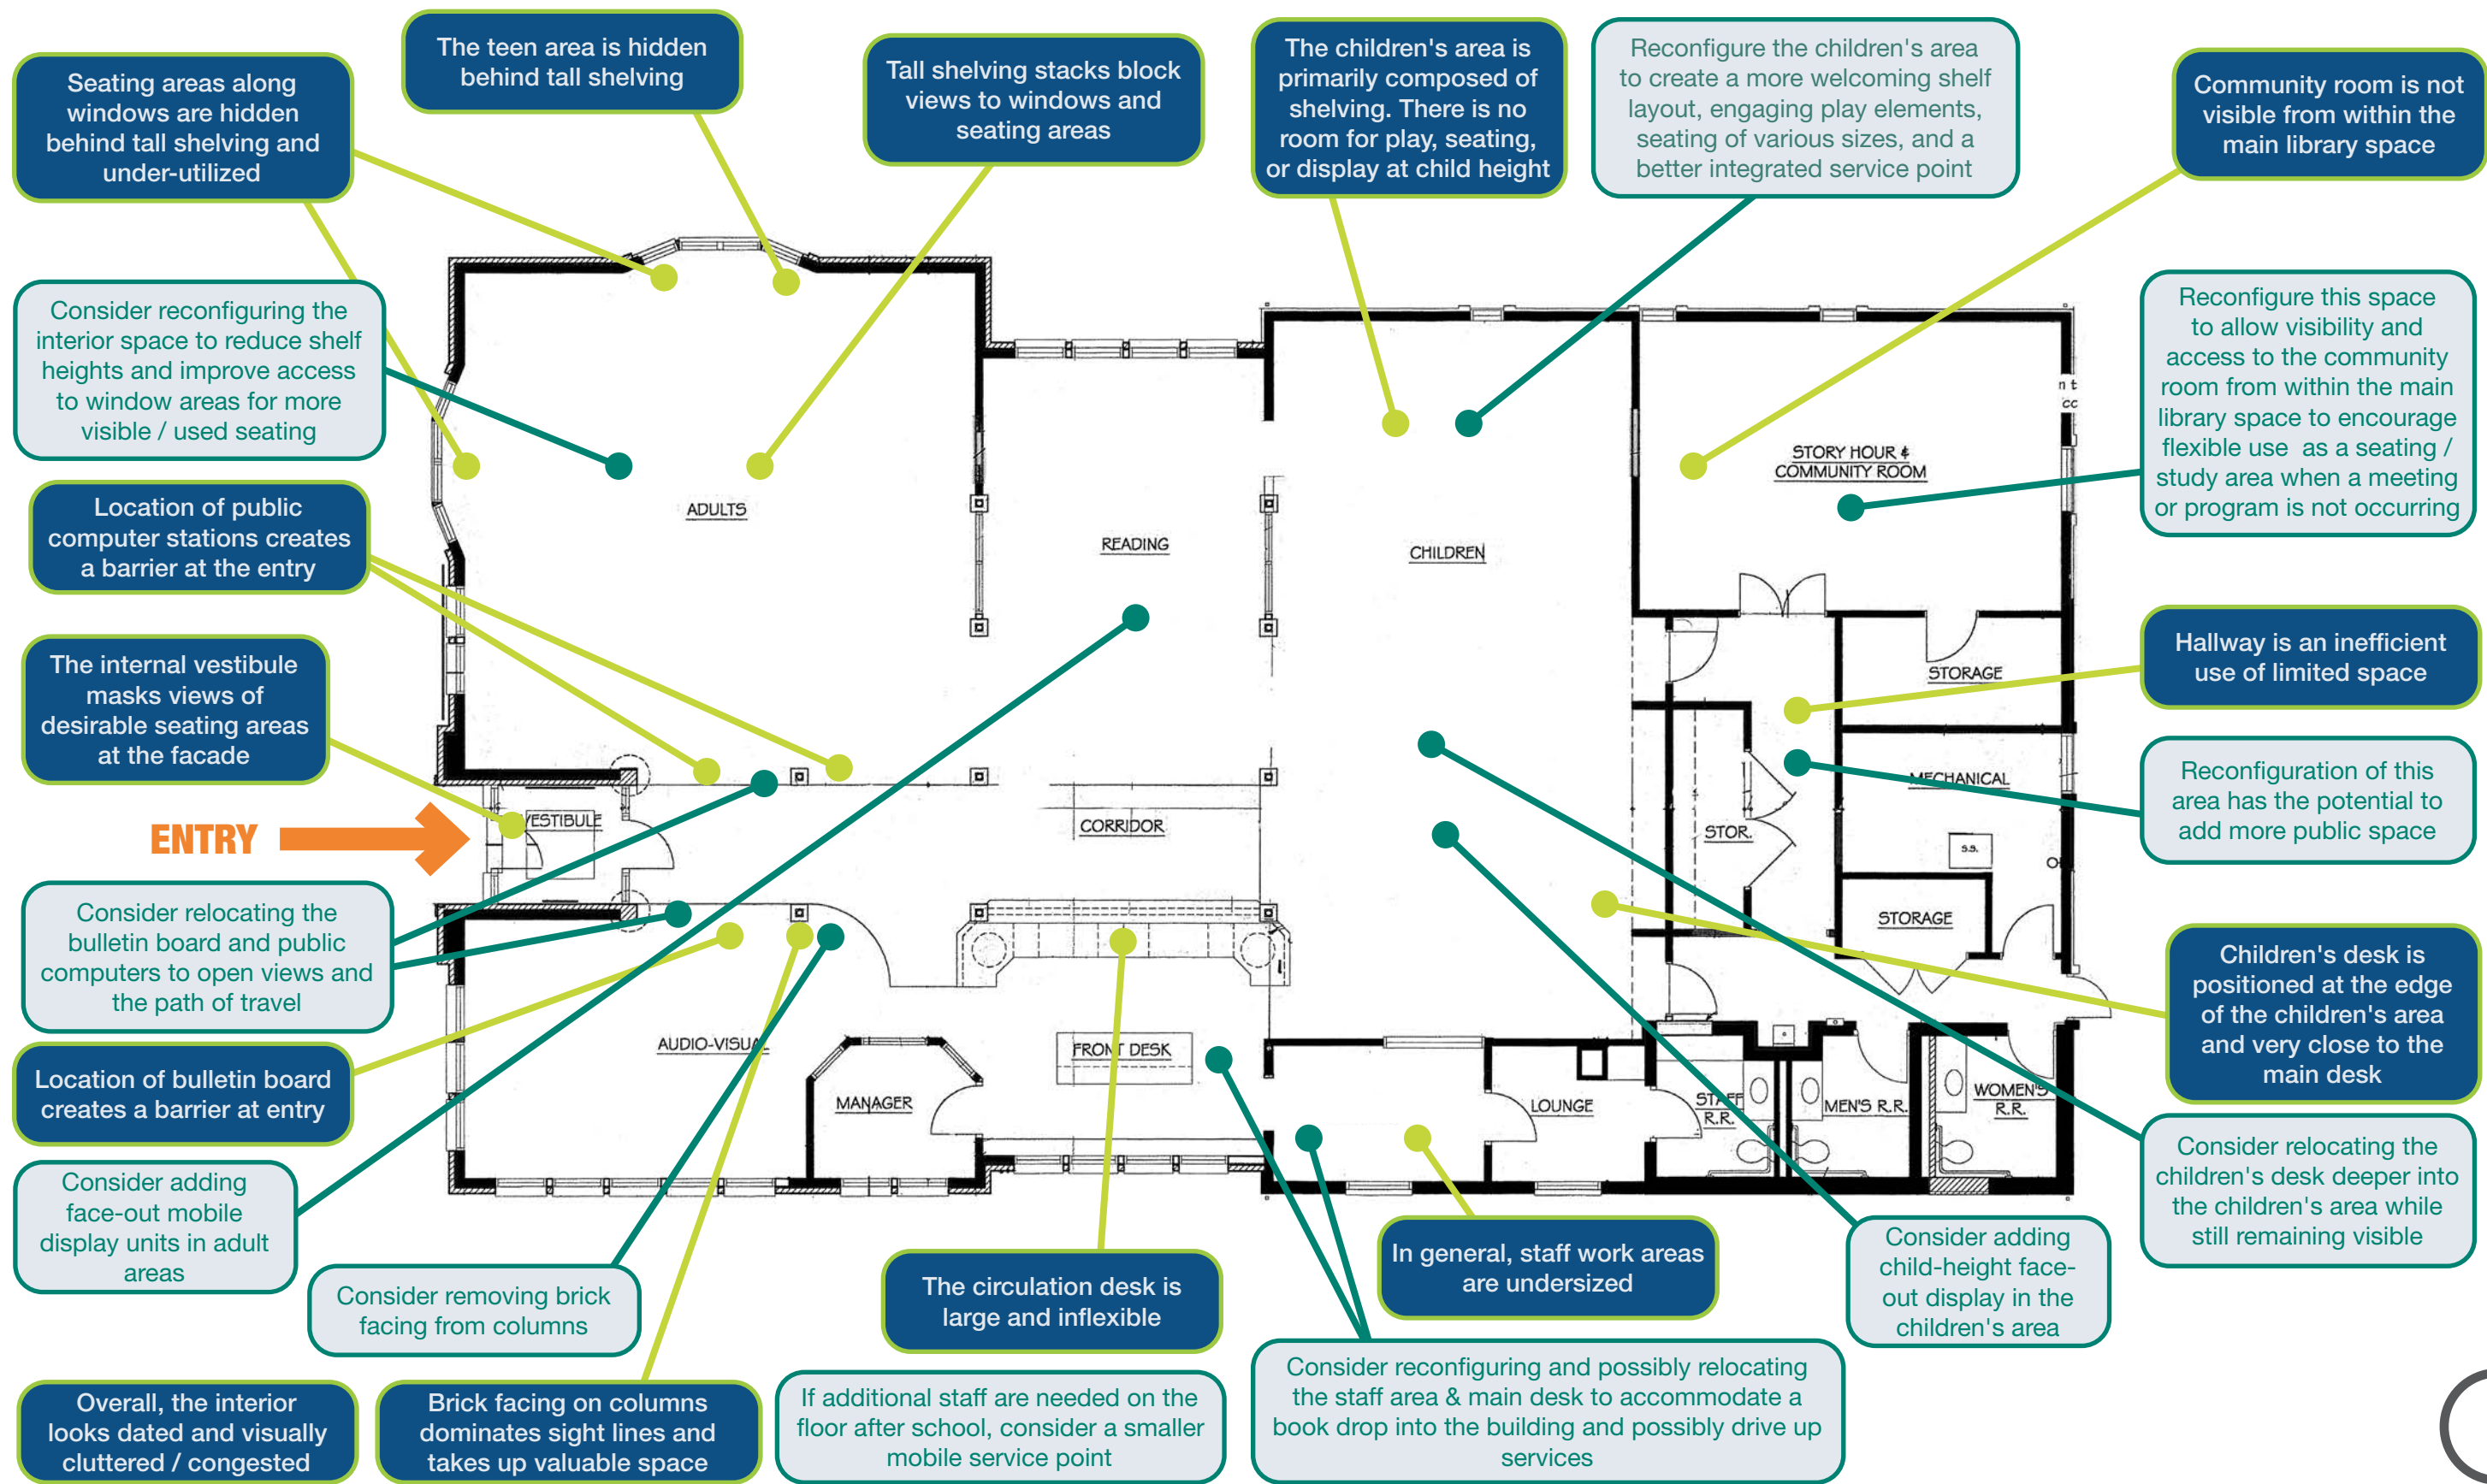 The teen area is hidden
behind tall shelving
Seating areas along
windows are hidden
behind tall shelving and
under-utilized
Tall shelving stacks block
views to windows and
seating areas
The children's area is
primarily composed of
shelving. There is no
room for play, seating,
or display at child height
Reconfigure the children's area
to create a more welcoming shelf
layout, engaging play elements,
seating of various sizes, and a
better integrated service point
Community room is not
visible from within the
main library space
Consider reconfiguring the
interior space to reduce shelf
heights and improve access
to window areas for more
visible / used seating
Reconfigure this space
to allow visibility and
access to the community
room from within the main
library space to encourage
flexible use as a seating /
study area when a meeting
or program is not occurring
Location of public
computer stations creates
a barrier at the entry
ADULTS
READING
CHILDREN
STORY HOUR &
COMMUNITY ROOM
The internal vestibule
masks views of
desirable seating areas
at the facade
STORAGE
Hallway is an inefficient
use of limited space
MECHANICAL
Reconfiguration of this
area has the potential to
add more public space
ENTRY
VESTIBULE
CORRIDOR
STOR.
S.S.
Consider relocating the
bulletin board and public
computers to open views and
the path of travel
STORAGE
Children's desk is
positioned at the edge
of the children's area
and very close to the
main desk
Location of bulletin board
creates a barrier at entry
AUDIO-VISUAL
MANAGER
FRONT DESK
LOUNGE
STAFF
R.R.
MEN'S R.R.
WOMEN'S
R.R.
Consider adding
face-out mobile
display units in adult
areas
Consider relocating the
children's desk deeper into
the children's area while
still remaining visible
Consider removing brick
facing from columns
The circulation desk is
large and inflexible
In general, staff work areas
are undersized
Consider adding
child-height face-
out display in the
children's area
Overall, the interior
looks dated and visually
cluttered / congested
Brick facing on columns
dominates sight lines and
takes up valuable space
If additional staff are needed on the
floor after school, consider a smaller
mobile service point
Consider reconfiguring and possibly relocating
the staff area & main desk to accommodate a
book drop into the building and possibly drive up
services